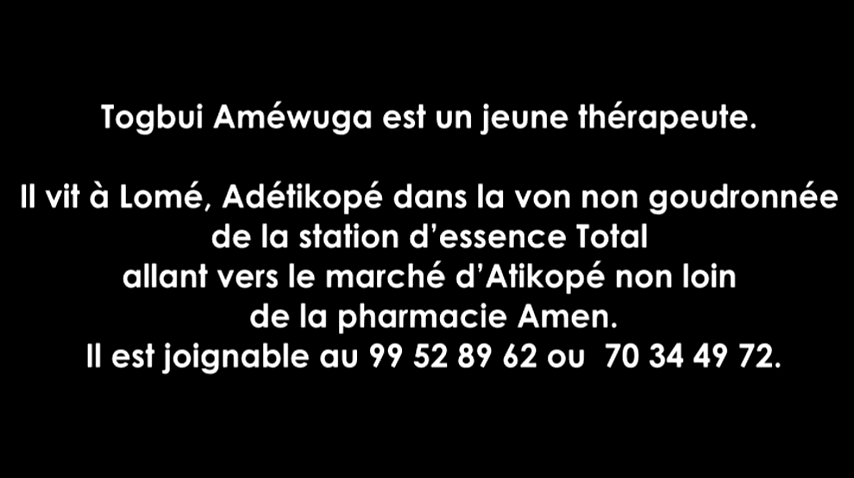 Togbui Améwuga est un jeune thérapeute.
Il vit à Lomé, Adétikopé dans la von non goudronnée
de la station d’essence Total
allant vers le marché d’Atikopé non loin
de la pharmacie Amen.
Il est joignable au 99 52 89 62 ou 70 34 49 72.